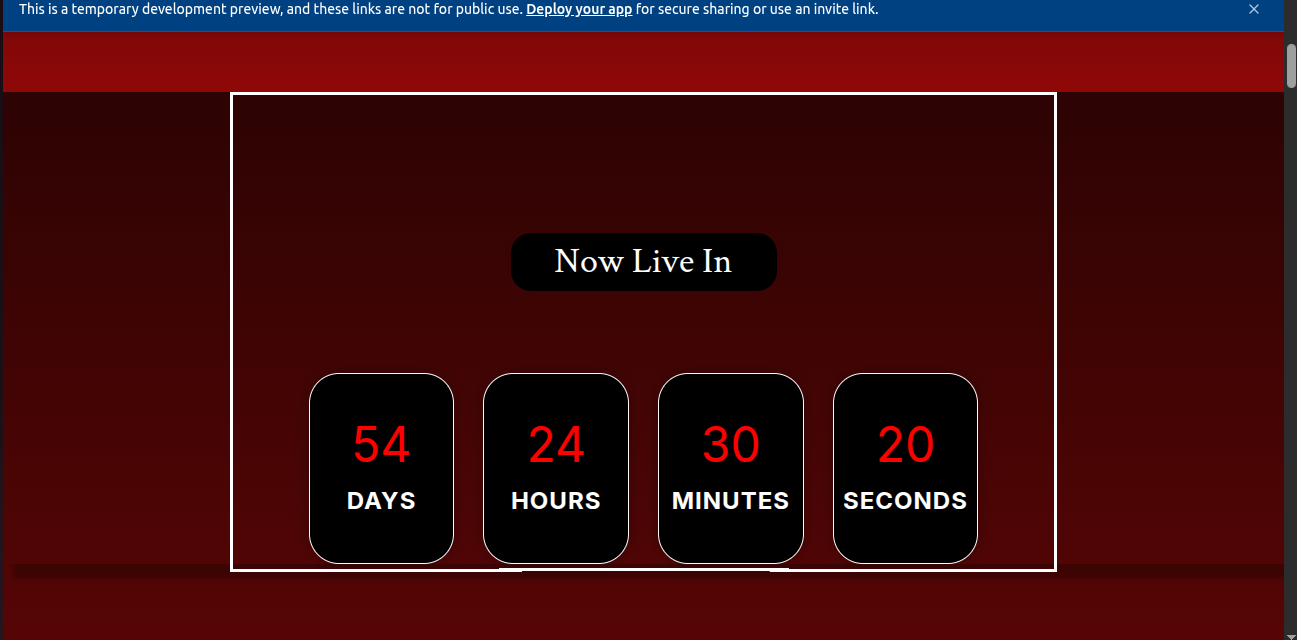 This is a temporary development preview, and these links are not for public use. Deploy your app for secure sharing or use an invite link.
Now Live In
54 24 30 20
DAYS HOURS MINUTES SECONDS